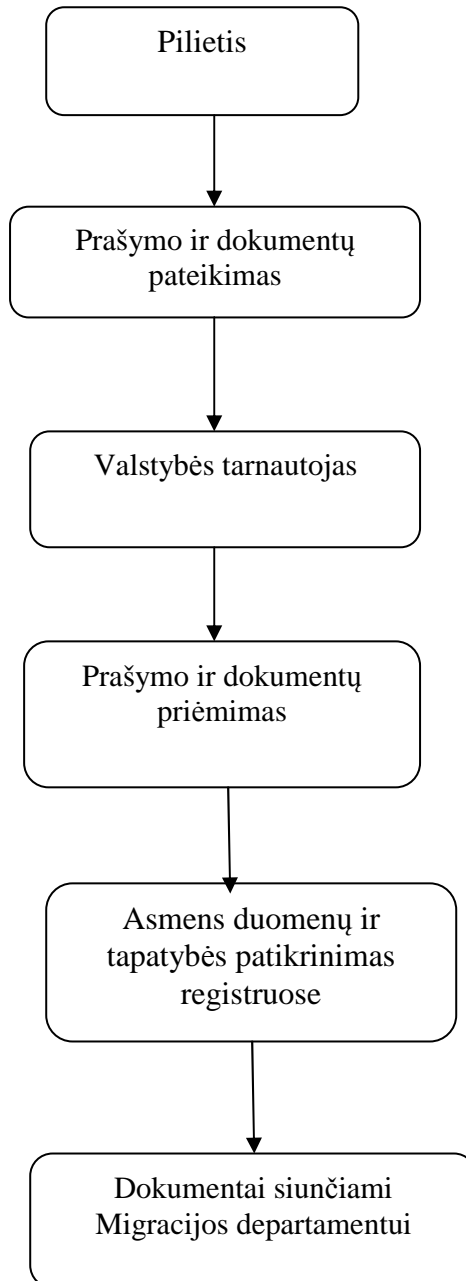 Pilietis
Prašymo ir dokumentų
pateikimas
Valstybės tarnautojas
Prašymo ir dokumentų
priėmimas
Asmens duomenų ir
tapatybės patikrinimas
registruose
Dokumentai siunčiami
Migracijos departamentui